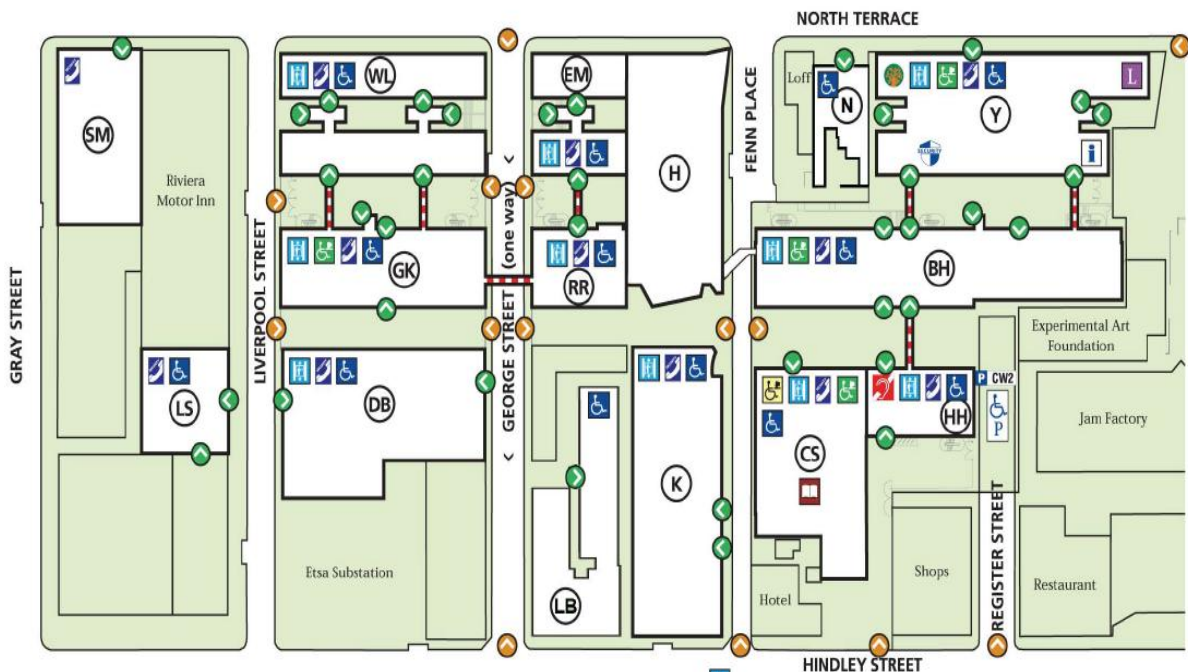 NORTH TERRACE
SM
WL
EM
Loff
N
Y
L
H
SECURITY
i
Riviera
Motor Inn
FENN PLACE
LIVERPOOL STREET
GEORGE STREET < (one way) <
<
GRAY STREET
GK
RR
BH
Experimental Art
Foundation
LS
DB
K
CS
HH
P CW2
P
Jam Factory
Etsa Substation
LB
Hotel
Shops
REGISTER STREET
Restaurant
HINDLEY STREET